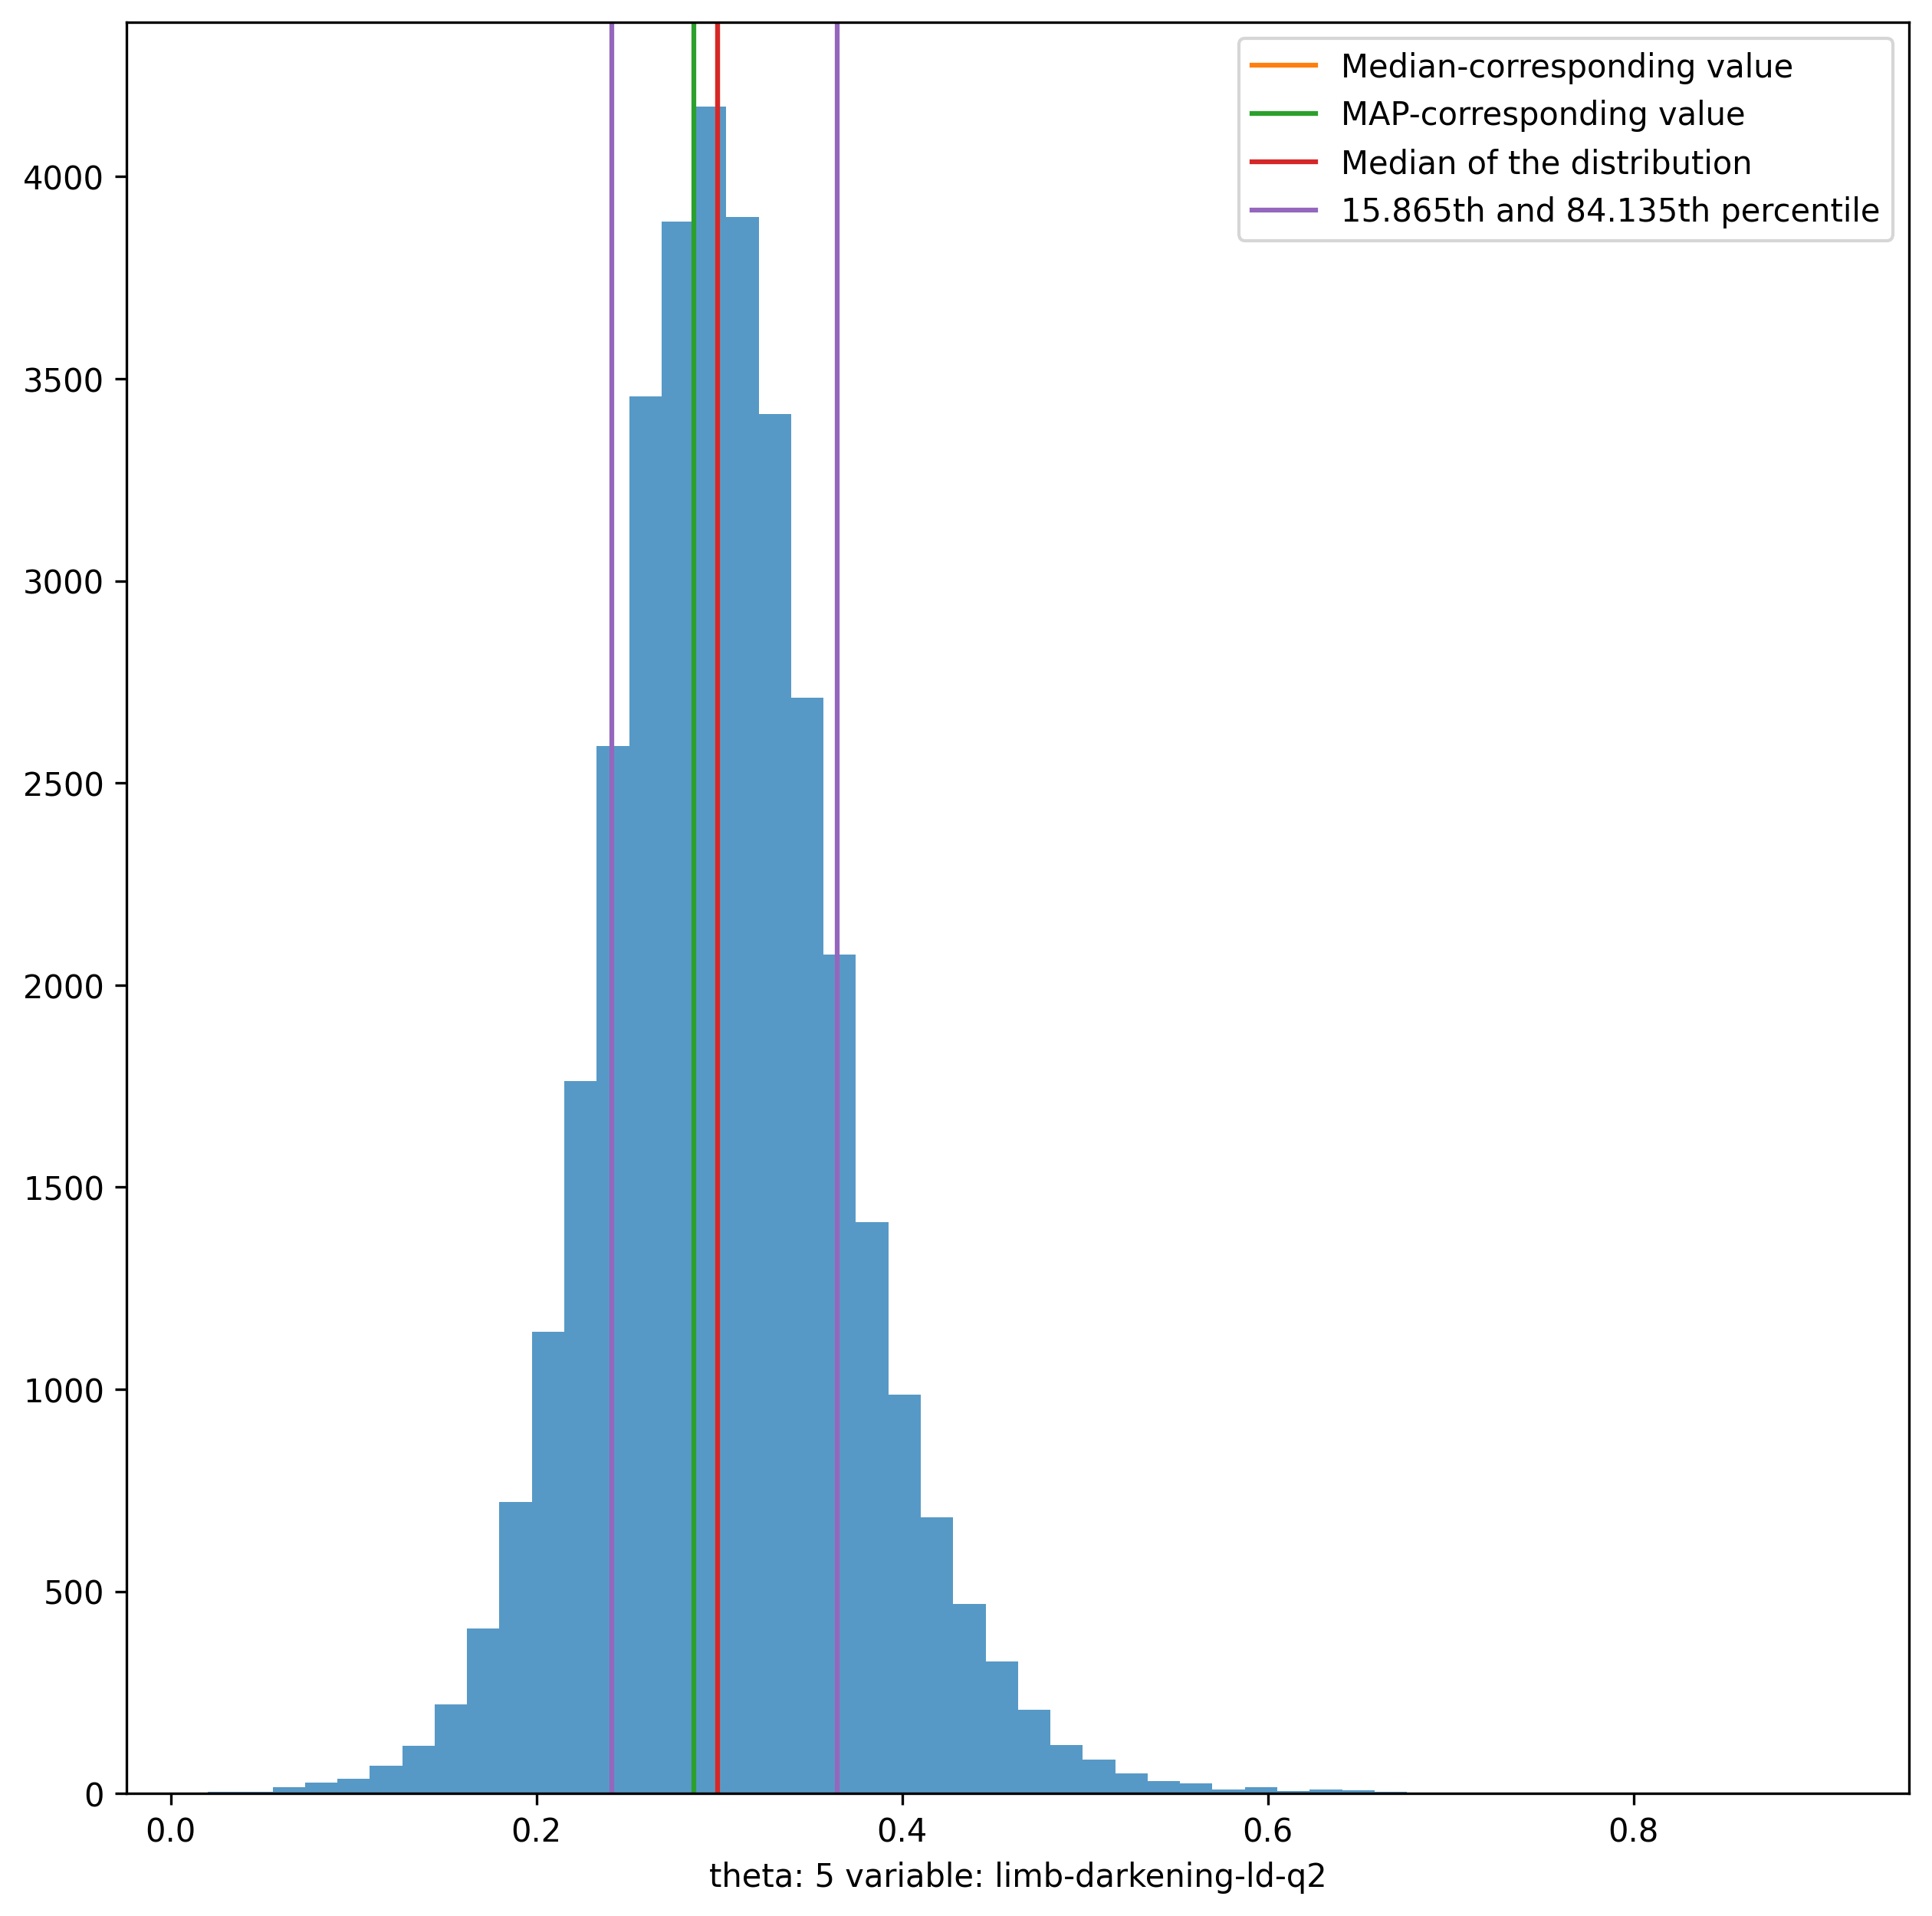 Median-corresponding value
MAP-corresponding value
Median of the distribution
15.865th and 84.135th percentile
4000
3500
3000
2500
2000
1500
1000
500
0
0.0 0.2 0.4 0.6 0.8
theta: 5 variable: limb-darkening-ld-q2